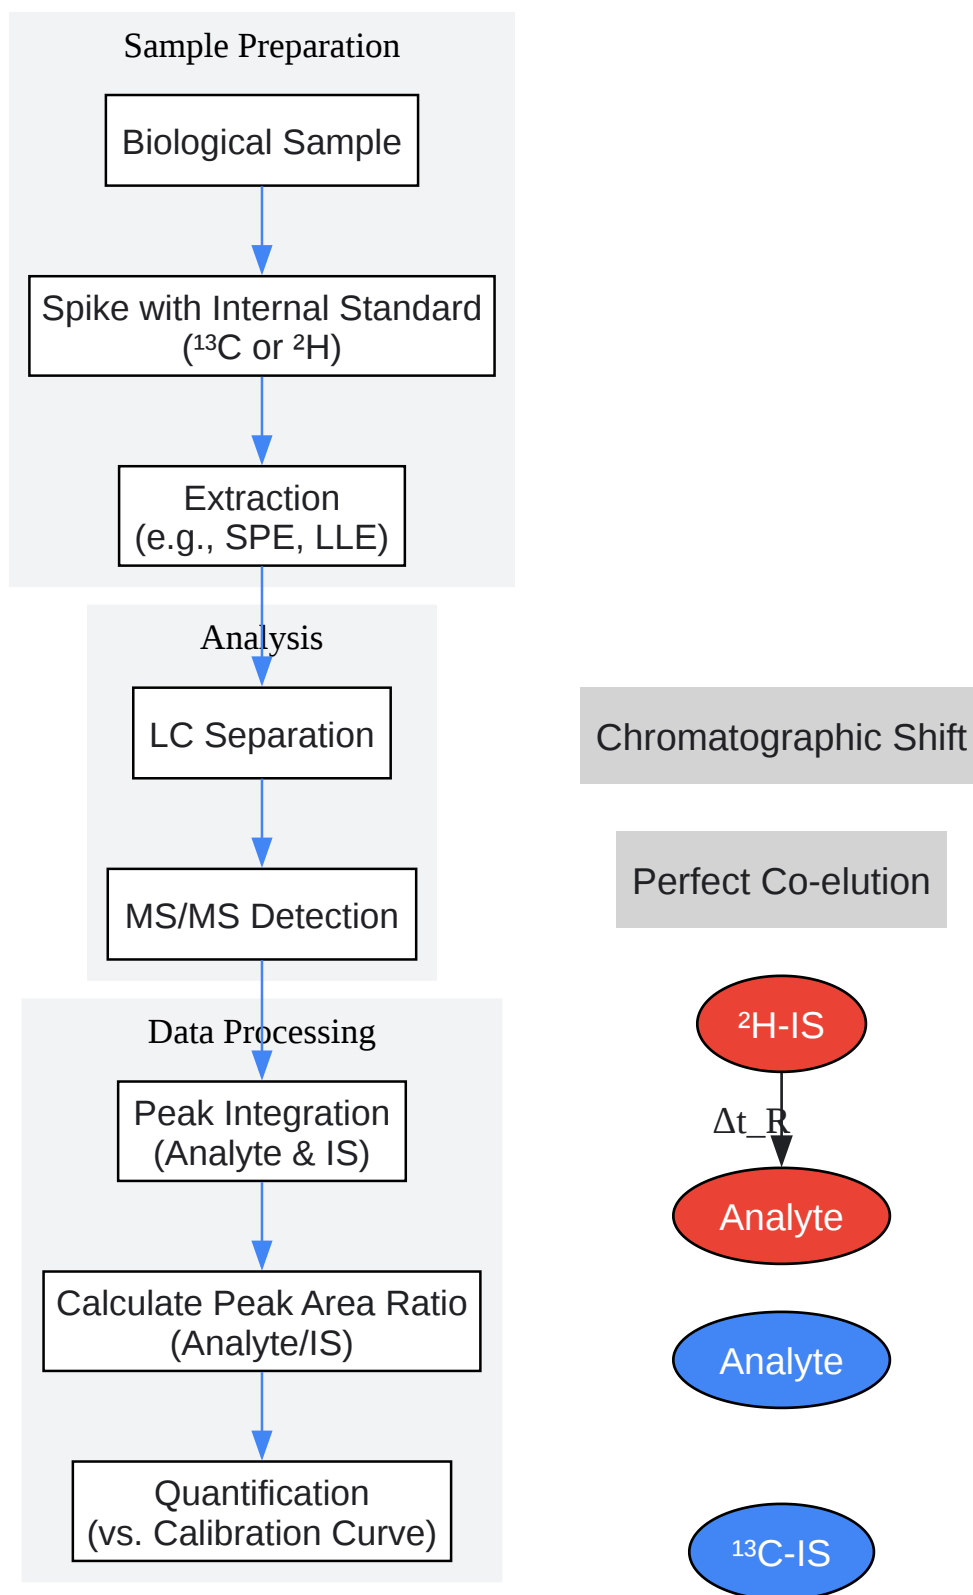 Sample Preparation
Biological Sample
Spike with Internal Standard
(¹³C or ²H)
Extraction
(e.g., SPE, LLE)
Analysis
LC Separation
MS/MS Detection
Data Processing
Peak Integration
(Analyte & IS)
Calculate Peak Area Ratio
(Analyte/IS)
Quantification
(vs. Calibration Curve)
Chromatographic Shift
Perfect Co-elution
²H-IS
Δt_R
Analyte
Analyte
¹³C-IS